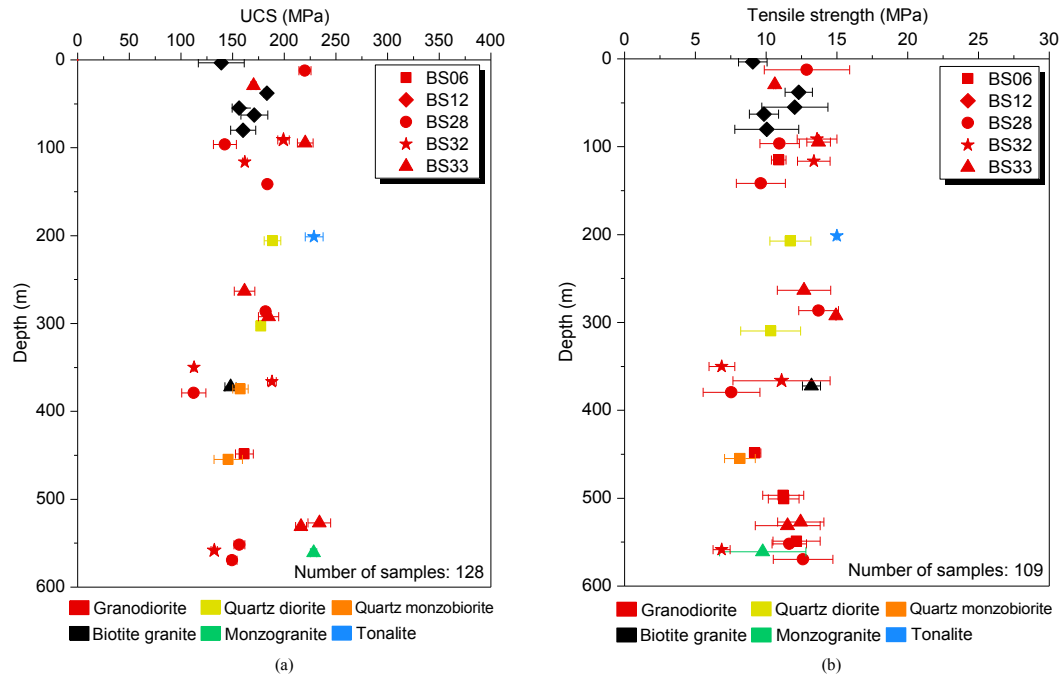 UCS (MPa)
0 50 100 150 200 250 300 350 400
0
100
200
300
400
500
600
Depth (m)
BS06
BS12
BS28
BS32
BS33
Number of samples: 128
Granodiorite Quartz diorite Quartz monzobiorite
Biotite granite Monzogranite Tonalite
(a)
Tensile strength (MPa)
0 5 10 15 20 25 30
0
100
200
300
400
500
600
Depth (m)
BS06
BS12
BS28
BS32
BS33
Number of samples: 109
Granodiorite Quartz diorite Quartz monzobiorite
Biotite granite Monzogranite Tonalite
(b)